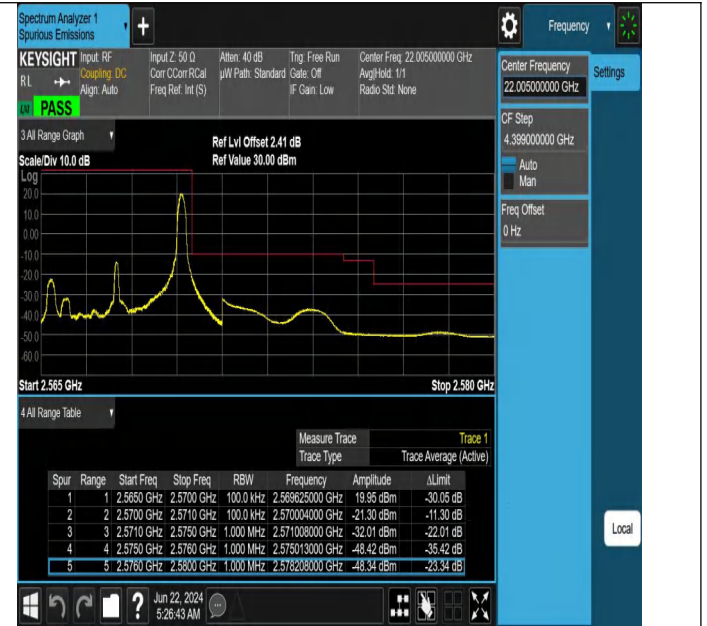 Spectrum Analyzer 1
Spurious Emissions
+
Frequency
KEYSIGHT Input: RF Input Z: 50 Ω Atten: 40 dB Trig: Free Run Center Freq: 22.005000000 GHz
RL Coupling: DC Corr CCorr RCal µW Path: Standard Gate: Off Avg|Hold: 1/1
Align: Auto Freq Ref: Int (S) IF Gain: Low Radio Std: None
PASS
Center Frequency
22.005000000 GHz
Settings
CF Step
4.399000000 GHz
Auto
Man
Freq Offset
0 Hz
3 All Range Graph
Ref Lvl Offset 2.41 dB
Scale/Div 10.0 dB Ref Value 30.00 dBm
Log
20.0
10.0
0.00
-10.0
-20.0
-30.0
-40.0
-50.0
-60.0
Start 2.565 GHz Stop 2.580 GHz
4 All Range Table
Measure Trace Trace 1
Trace Type Trace Average (Active)
Spur Range Start Freq Stop Freq RBW Frequency Amplitude ΔLimit
1 1 2.5650 GHz 2.5700 GHz 100.0 kHz 2.569625000 GHz 19.95 dBm -30.05 dB
2 2 2.5700 GHz 2.5710 GHz 100.0 kHz 2.570004000 GHz -21.30 dBm -11.30 dB
3 3 2.5710 GHz 2.5750 GHz 1.000 MHz 2.571008000 GHz -32.01 dBm -22.01 dB
4 4 2.5750 GHz 2.5760 GHz 1.000 MHz 2.575013000 GHz -48.42 dBm -35.42 dB
5 5 2.5760 GHz 2.5800 GHz 1.000 MHz 2.578208000 GHz -48.34 dBm -23.34 dB
Local
? Jun 22, 2024
5:26:43 AM